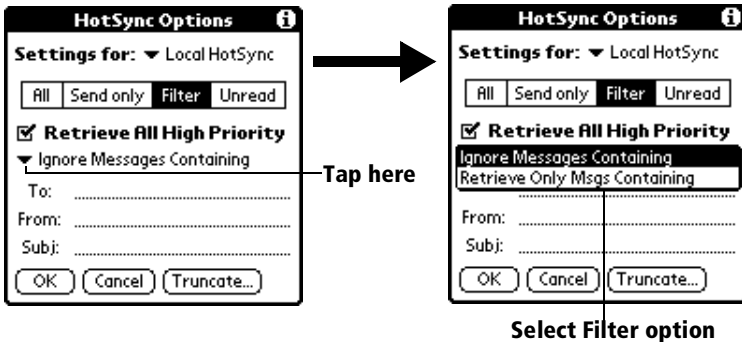 HotSync Options
Settings for: Local HotSync
All Send only Filter Unread
Retrieve All High Priority
Ignore Messages Containing
To:
From:
Subj:
OK Cancel Truncate...
Tap here
HotSync Options
Settings for: Local HotSync
All Send only Filter Unread
Retrieve All High Priority
Ignore Messages Containing
Retrieve Only Msgs Containing
From:
Subj:
OK Cancel Truncate...
Select Filter option